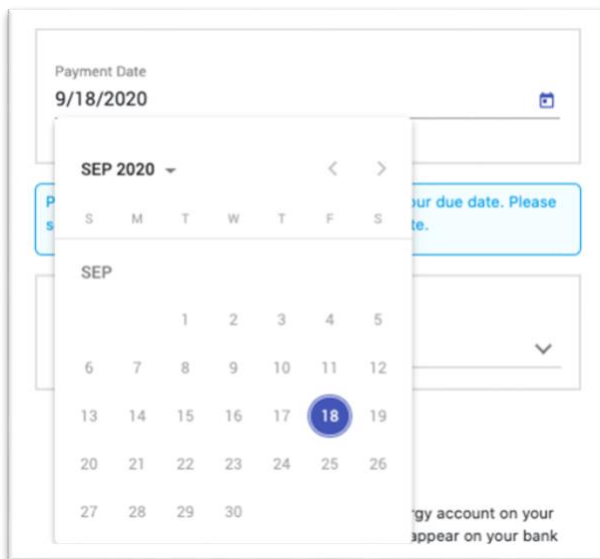 Payment Date
9/18/2020
SEP 2020
S M T W T F S
P our due date. Please
s te.
SEP
1 2 3 4 5
6 7 8 9 10 11 12
13 14 15 16 17 18 19
20 21 22 23 24 25 26
27 28 29 30
rgy account on your
appear on your bank